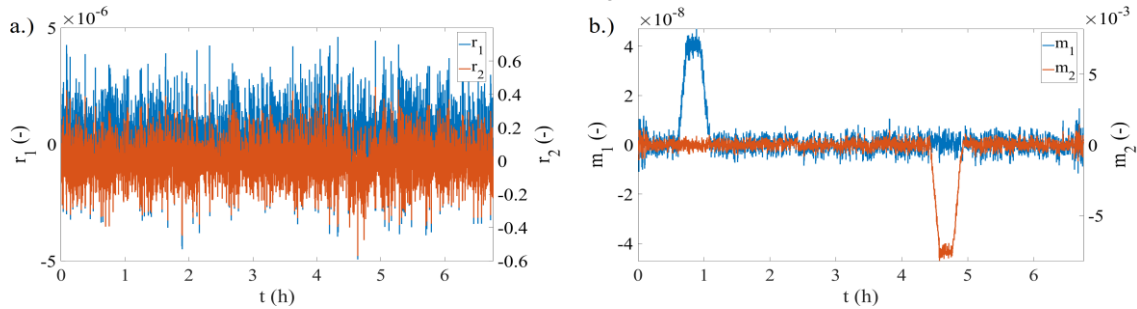 a.)
×10⁻⁶
5
0
-5
r₁ (-)
0 1 2 3 4 5 6
t (h)
0.6
0.4
0.2
0
-0.2
-0.4
-0.6
r₂ (-)
r₁
r₂
b.)
×10⁻⁸
4
2
0
-2
-4
m₁ (-)
0 1 2 3 4 5 6
t (h)
×10⁻³
5
0
-5
m₂ (-)
m₁
m₂